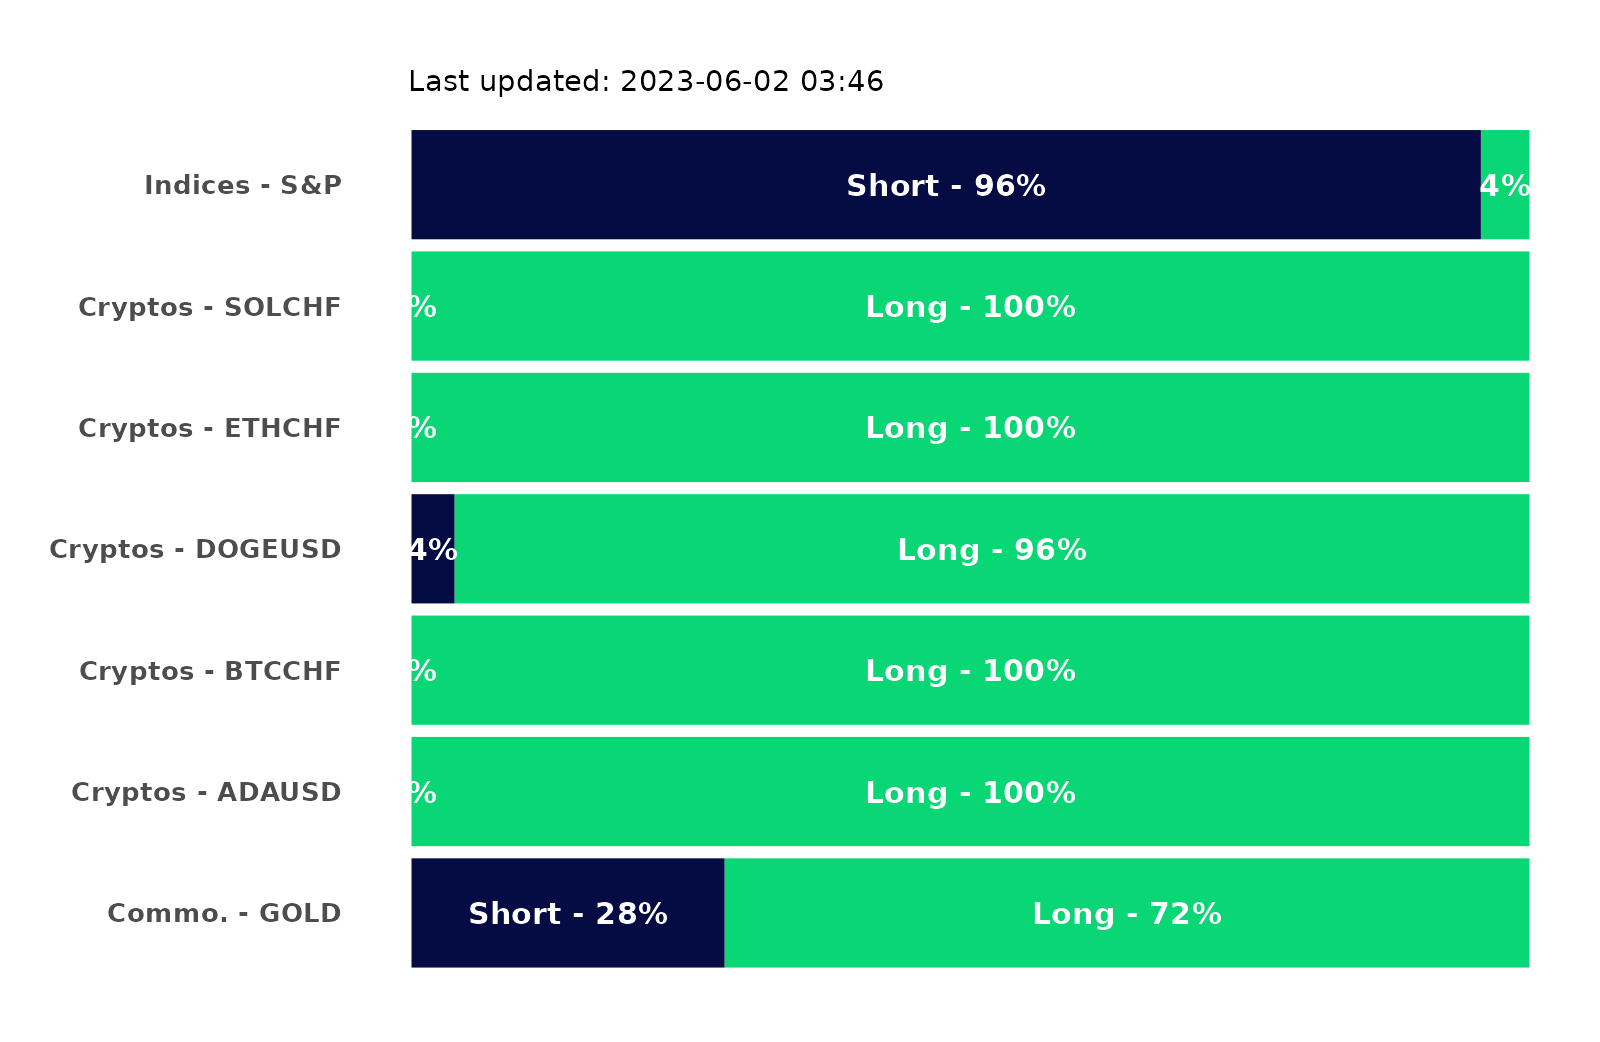 Last updated: 2023-06-02 03:46
Indices - S&P Short - 96% 4%
Cryptos - SOLCHF % Long - 100%
Cryptos - ETHCHF % Long - 100%
Cryptos - DOGEUSD 4% Long - 96%
Cryptos - BTCCHF % Long - 100%
Cryptos - ADAUSD % Long - 100%
Commo. - GOLD Short - 28% Long - 72%